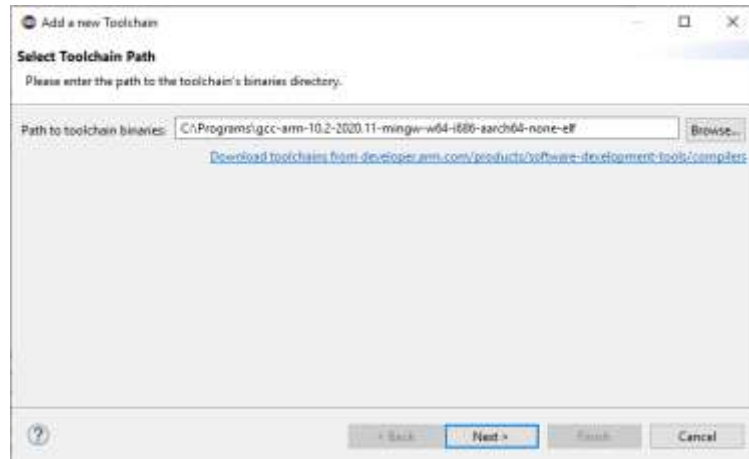 Add a new Toolchain
Select Toolchain Path
Please enter the path to the toolchain's binaries directory.
Path to toolchain binaries: C:\Programs\gcc-arm-10.2-2020.11-mingw-w64-i686-aarch64-none-elf Browse...
Download toolchains from developer.arm.com/products/software-development-tools/compilers
< Back Next > Finish Cancel